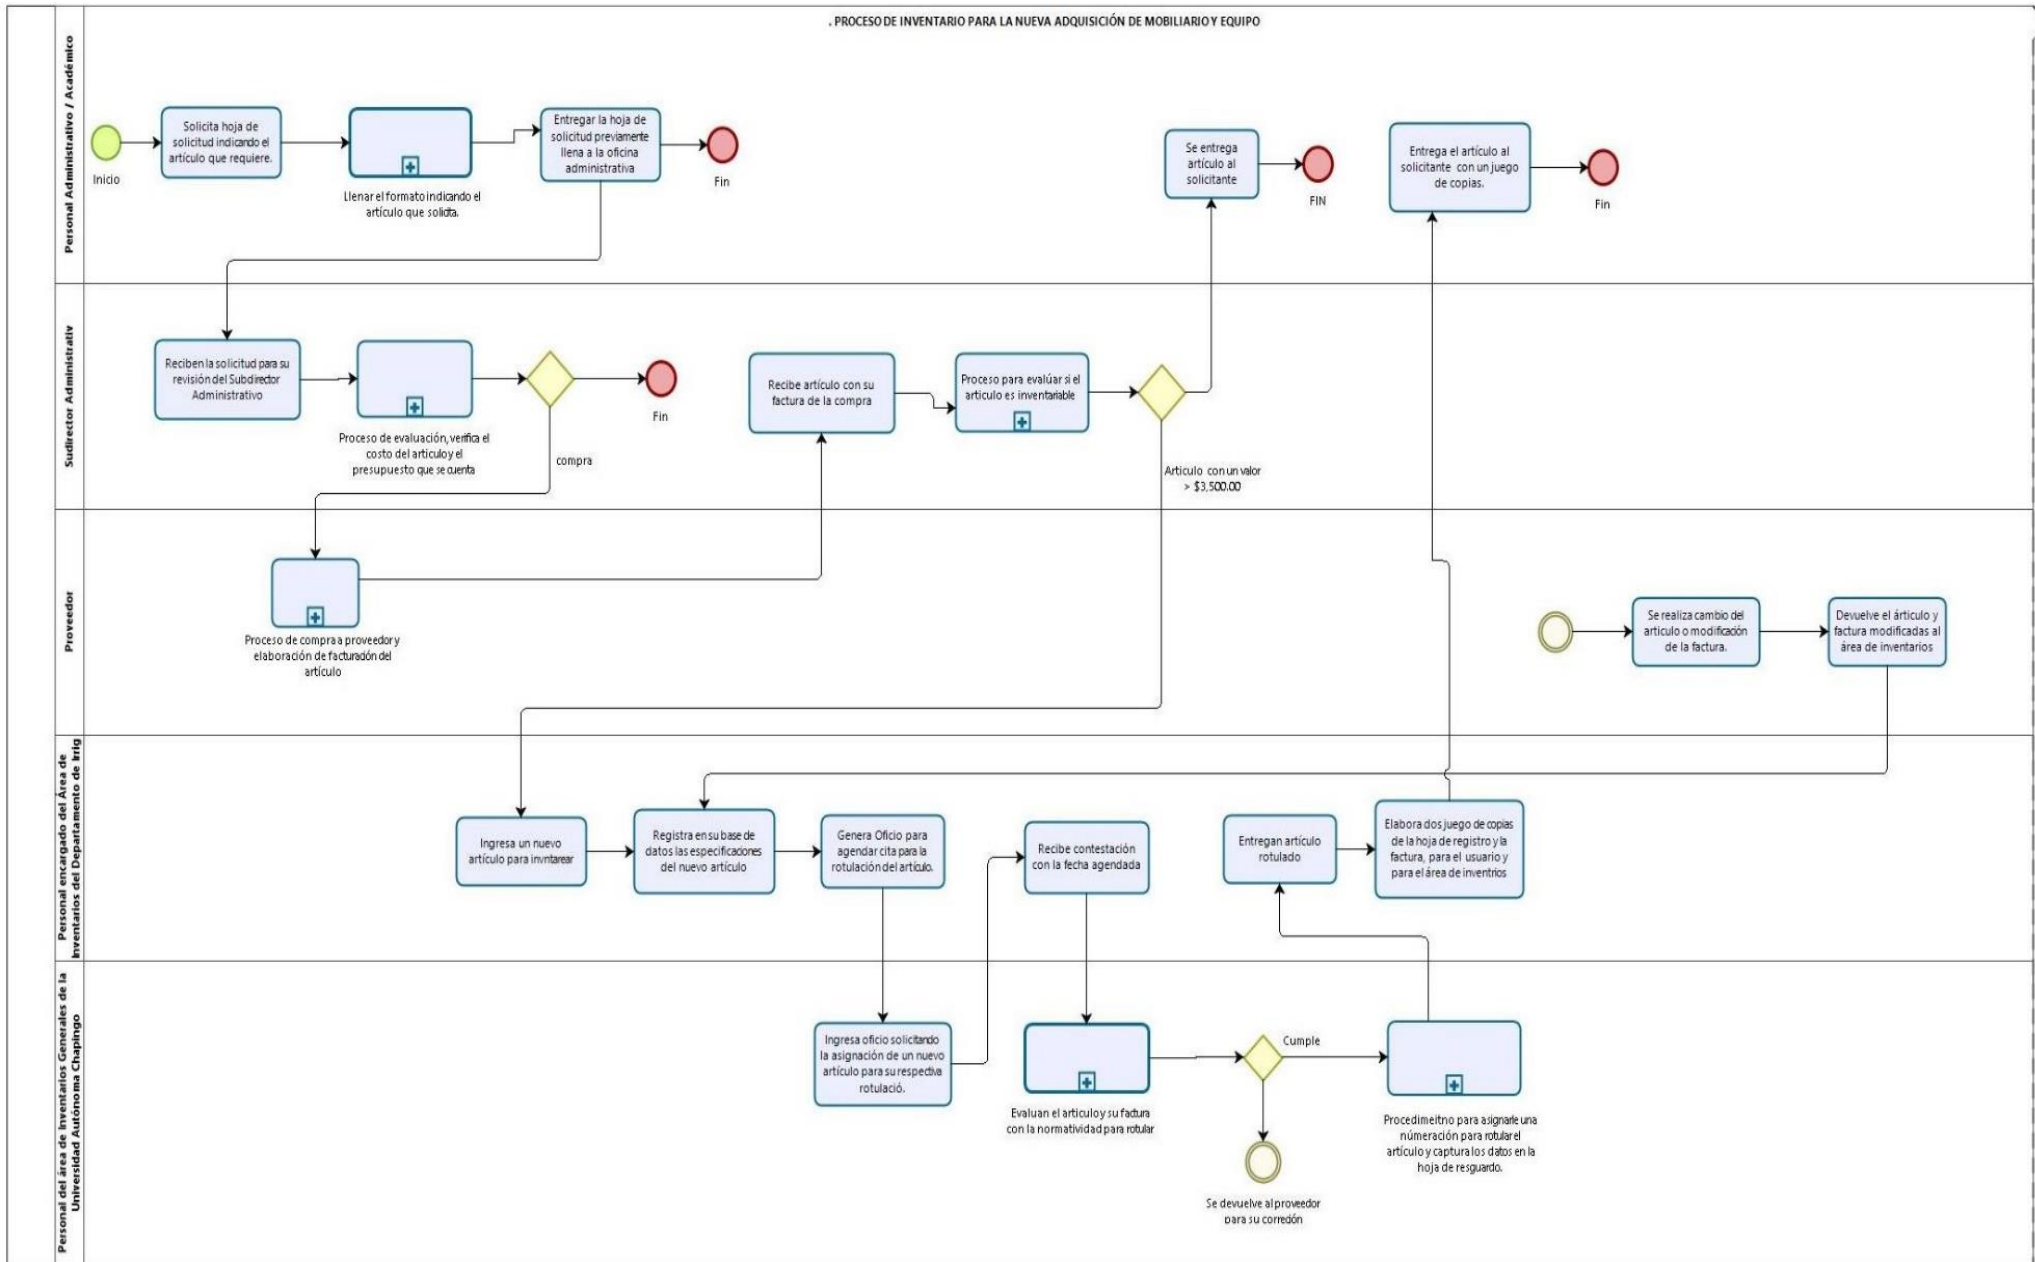 . PROCESO DE INVENTARIO PARA LA NUEVA ADQUISICIÓN DE MOBILIARIO Y EQUIPO
Personal Administrativo / Académico
Inicio
Solicita hoja de
solicitud indicando el
artículo que requiere.
Llenar el formato indicando el
artículo que solicita.
Entregar la hoja de
solicitud previamente
llena a la oficina
administrativa
Fin
Se entrega
artículo al
solicitante
FIN
Entrega el artículo al
solicitante con un juego
de copias.
Fin
Sudirector Administrativ
Reciben la solicitud para su
revisión del Subdirector
Administrativo
Proceso de evaluación, verifica el
costo del articulo y el
presupuesto que se cuenta
compra
Fin
Recibe artículo con su
factura de la compra
Proceso para evalúar si el
articulo es inventariable
Articulo con un valor
> $3,500.00
Proveedor
Proceso de compra a proveedor y
elaboración de facturación del
artículo
Se realiza cambio del
articulo o modificación
de la factura.
Devuelve el árticulo y
factura modificadas al
área de inventarios
Personal encargado del Área de
Inventarios del Departamento de Irrig
Ingresa un nuevo
artículo para invntarear
Registra en su base de
datos las especificaciones
del nuevo artículo
Genera Oficio para
agendar cita para la
rotulación del artículo.
Recibe contestación
con la fecha agendada
Entregan artículo
rotulado
Elabora dos juego de copias
de la hoja de registro y la
factura, para el usuario y
para el área de inventrios
Personal del área de Inventarios Generales de la
Universidad Autónoma Chapingo
Ingresa oficio solicitando
la asignación de un nuevo
artículo para su respectiva
rotulació.
Evaluan el articulo y su factura
con la normatividad para rotular
Cumple
Se devuelve al proveedor
para su correción
Procedimeitno para asignarle una
númeración para rotular el
artículo y captura los datos en la
hoja de resguardo.